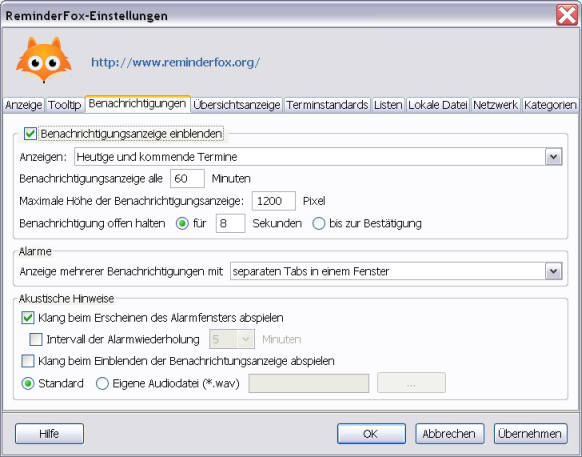 ReminderFox-Einstellungen
http://www.reminderfox.org/
Anzeige Tooltip Benachrichtigungen Übersichtsanzeige Terminstandards Listen Lokale Datei Netzwerk Kategorien
Benachrichtigungsanzeige einblenden
Anzeigen: Heutige und kommende Termine
Benachrichtigungsanzeige alle 60 Minuten
Maximale Höhe der Benachrichtigungsanzeige: 1200 Pixel
Benachrichtigung offen halten für 8 Sekunden bis zur Bestätigung
Alarme
Anzeige mehrerer Benachrichtigungen mit separaten Tabs in einem Fenster
Akustische Hinweise
Klang beim Erscheinen des Alarmfensters abspielen
Intervall der Alarmwiederholung 5 Minuten
Klang beim Einblenden der Benachrichtungsanzeige abspielen
Standard Eigene Audiodatei (*.wav) ...
Hilfe OK Abbrechen Übernehmen